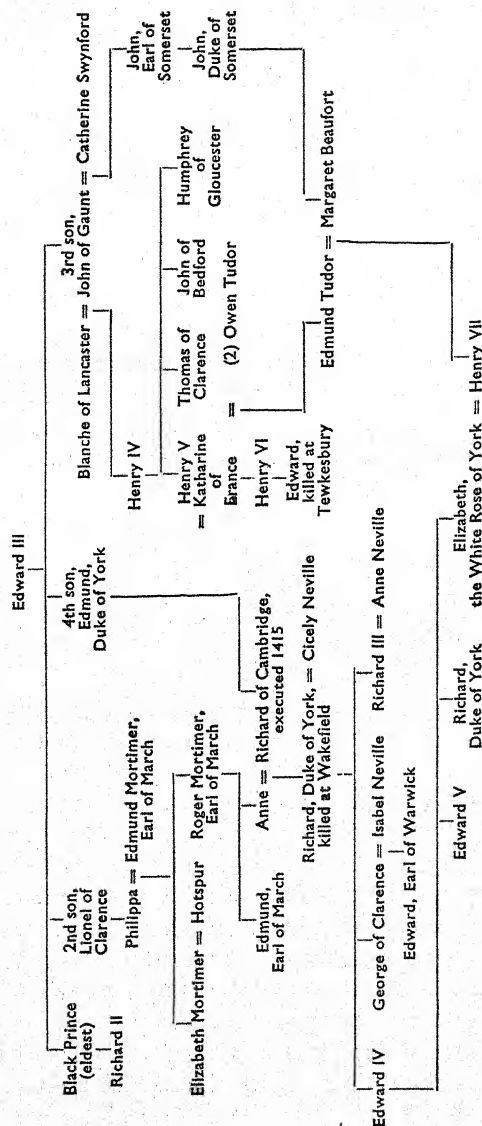 Edward III
Black Prince
(eldest)
2nd son,
Lionel of
Clarence
4th son,
Edmund,
Duke of York
3rd son,
Blanche of Lancaster = John of Gaunt = Catherine Swynford
Richard II
Philippa = Edmund Mortimer,
Earl of March
Henry IV
John,
Earl of
Somerset
Elizabeth Mortimer = Hotspur
Roger Mortimer,
Earl of March
Henry V
= Katharine
of
France
Thomas of
Clarence
John of
Bedford
Humphrey
of
Gloucester
John,
Duke of
Somerset
= (2) Owen Tudor
Edmund,
Earl of March
Anne = Richard of Cambridge,
executed 1415
Henry VI
Edward,
killed at
Tewkesbury
Edmund Tudor = Margaret Beaufort
Richard, Duke of York, = Cicely Neville
killed at Wakefield
Edward IV
George of Clarence = Isabel Neville
Richard III = Anne Neville
Edward, Earl of Warwick
Edward V
Richard,
Duke of York
Elizabeth,
the White Rose of York = Henry VII